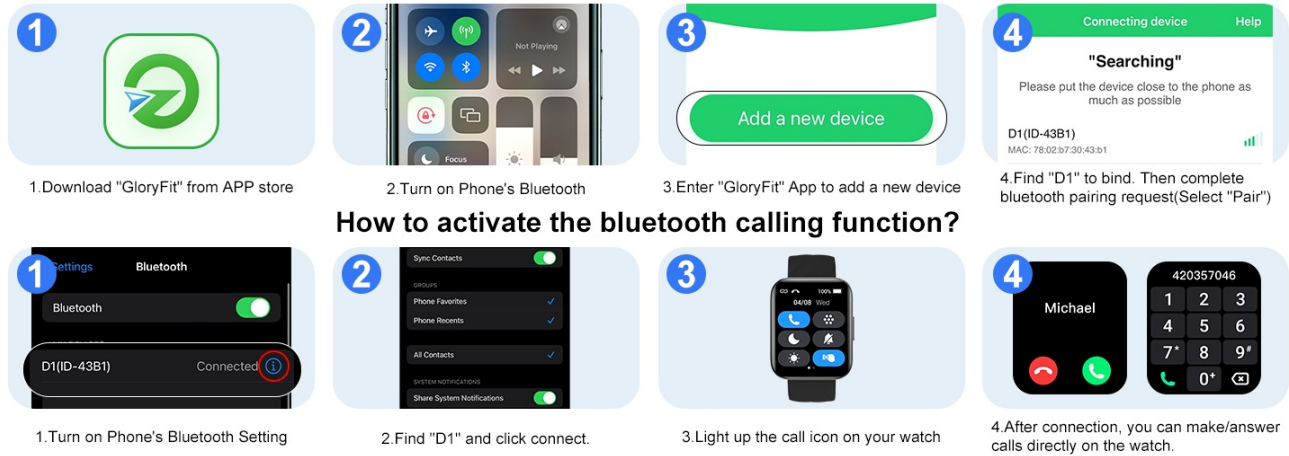 1
2
Not Playing
Focus
3
Add a new device
4
Connecting device
Help
"Searching"
Please put the device close to the phone as
much as possible
D1(ID-43B1)
MAC: 78:02:b7:30:43:b1
1.Download "GloryFit" from APP store
2.Turn on Phone's Bluetooth
3.Enter "GloryFit" App to add a new device
4.Find "D1" to bind. Then complete
bluetooth pairing request(Select "Pair")
How to activate the bluetooth calling function?
1
ettings
Bluetooth
Bluetooth
D1(ID-43B1)
Connected
2
Sync Contacts
GROUPS
Phone Favorites
Phone Recents
All Contacts
SYSTEM NOTIFICATIONS
Share System Notifications
3
100%
04/08 Wed
4
Michael
420357046
1 2 3
4 5 6
7* 8 9#
0+
1.Turn on Phone's Bluetooth Setting
2.Find "D1" and click connect.
3.Light up the call icon on your watch
4.After connection, you can make/answer
calls directly on the watch.